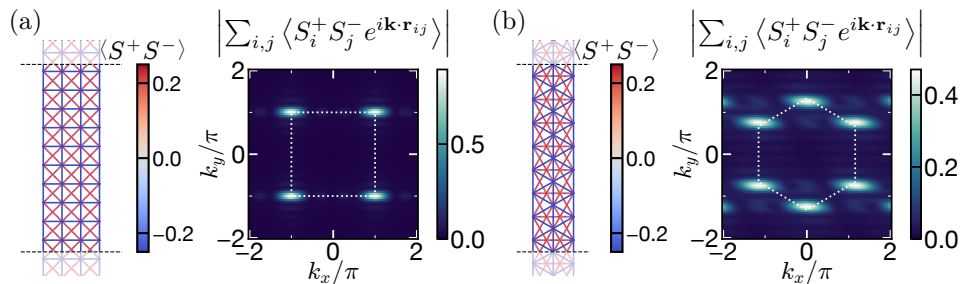 (a)
⟨S⁺S⁻⟩
0.2
0.0
−0.2
|∑_{i,j} ⟨S_i^+ S_j^- e^{i𝐤·𝐫_{ij}}⟩|
k_y/π
2
0
−2
−2
0
2
k_x/π
0.5
0.0
(b)
⟨S⁺S⁻⟩
0.2
0.0
−0.2
|∑_{i,j} ⟨S_i^+ S_j^- e^{i𝐤·𝐫_{ij}}⟩|
k_y/π
2
0
−2
−2
0
2
k_x/π
0.4
0.2
0.0